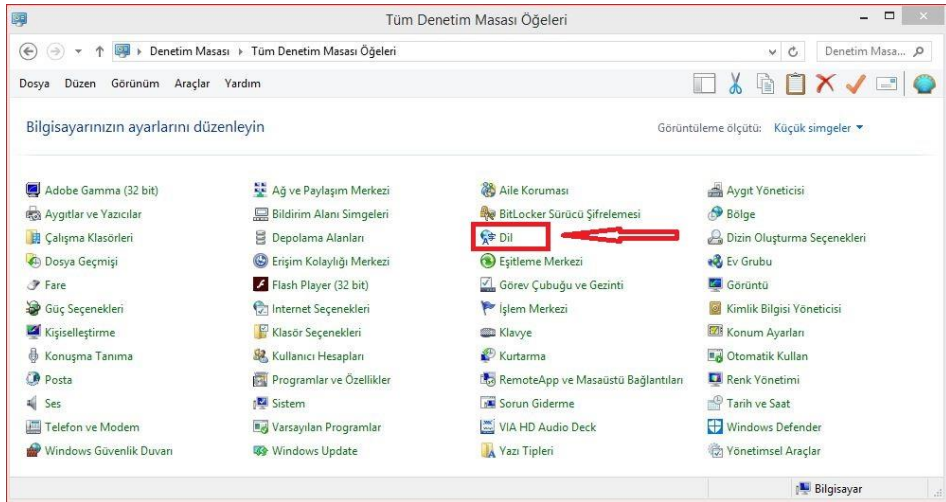 Tüm Denetim Masası Öğeleri
Denetim Masası Tüm Denetim Masası Öğeleri Denetim Masa...
Dosya Düzen Görünüm Araçlar Yardım
Bilgisayarınızın ayarlarını düzenleyin Görüntüleme ölçütü: Küçük simgeler
Adobe Gamma (32 bit) Ağ ve Paylaşım Merkezi Aile Koruması Aygıt Yöneticisi
Aygıtlar ve Yazıcılar Bildirim Alanı Simgeleri BitLocker Sürücü Şifrelemesi Bölge
Çalışma Klasörleri Depolama Alanları Dil Dizin Oluşturma Seçenekleri
Dosya Geçmişi Erişim Kolaylığı Merkezi Eşitleme Merkezi Ev Grubu
Fare Flash Player (32 bit) Görev Çubuğu ve Gezinti Görüntü
Güç Seçenekleri İnternet Seçenekleri İşlem Merkezi Kimlik Bilgisi Yöneticisi
Kişiselleştirme Klasör Seçenekleri Klavye Konum Ayarları
Konuşma Tanıma Kullanıcı Hesapları Kurtarma Otomatik Kullan
Posta Programlar ve Özellikler RemoteApp ve Masaüstü Bağlantıları Renk Yönetimi
Ses Sistem Sorun Giderme Tarih ve Saat
Telefon ve Modem Varsayılan Programlar VIA HD Audio Deck Windows Defender
Windows Güvenlik Duvarı Windows Update Yazı Tipleri Yönetimsel Araçlar
Bilgisayar